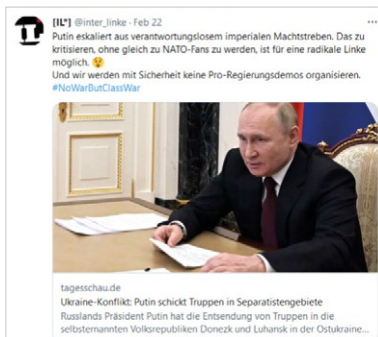 [IL*] @inter_linke · Feb 22
Putin eskaliert aus verantwortungslosem imperialen Machtstreben. Das zu
kritisieren, ohne gleich zu NATO-Fans zu werden, ist für eine radikale Linke
möglich. 😯
Und wir werden mit Sicherheit keine Pro-Regierungsdemos organisieren.
#NoWarButClassWar
tagesschau.de
Ukraine-Konflikt: Putin schickt Truppen in Separatistengebiete
Russlands Präsident Putin hat die Entsendung von Truppen in die
selbsternannten Volksrepubliken Donezk und Luhansk in der Ostukraine...